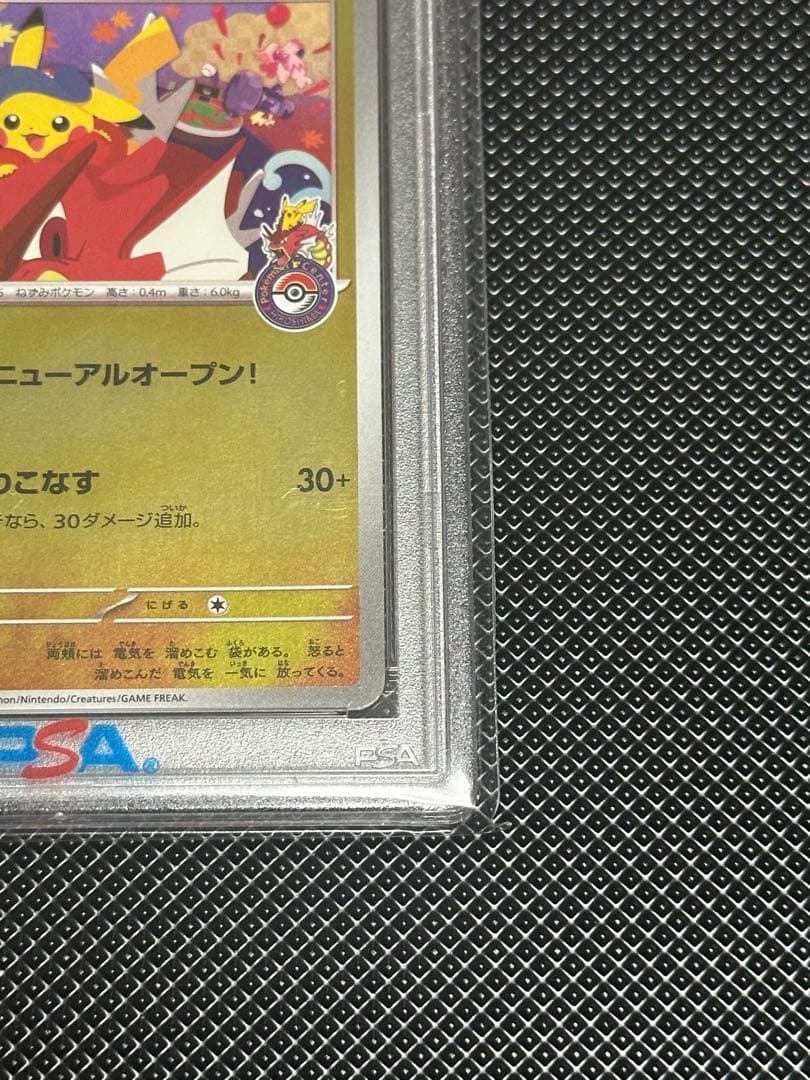 Pokémon Center
HIROSHIMA
ねずみポケモン 高さ:0.4m 重さ:6.0kg
ニューアルオープン!
こなす 30+
なら、30ダメージ追加。
ついか
にげる
両頬には 電気を 溜めこむ 袋がある。 怒ると
溜めこんだ 電気を 一気に 放ってくる。
mon/Nintendo/Creatures/GAME FREAK.
PSA®
PSA